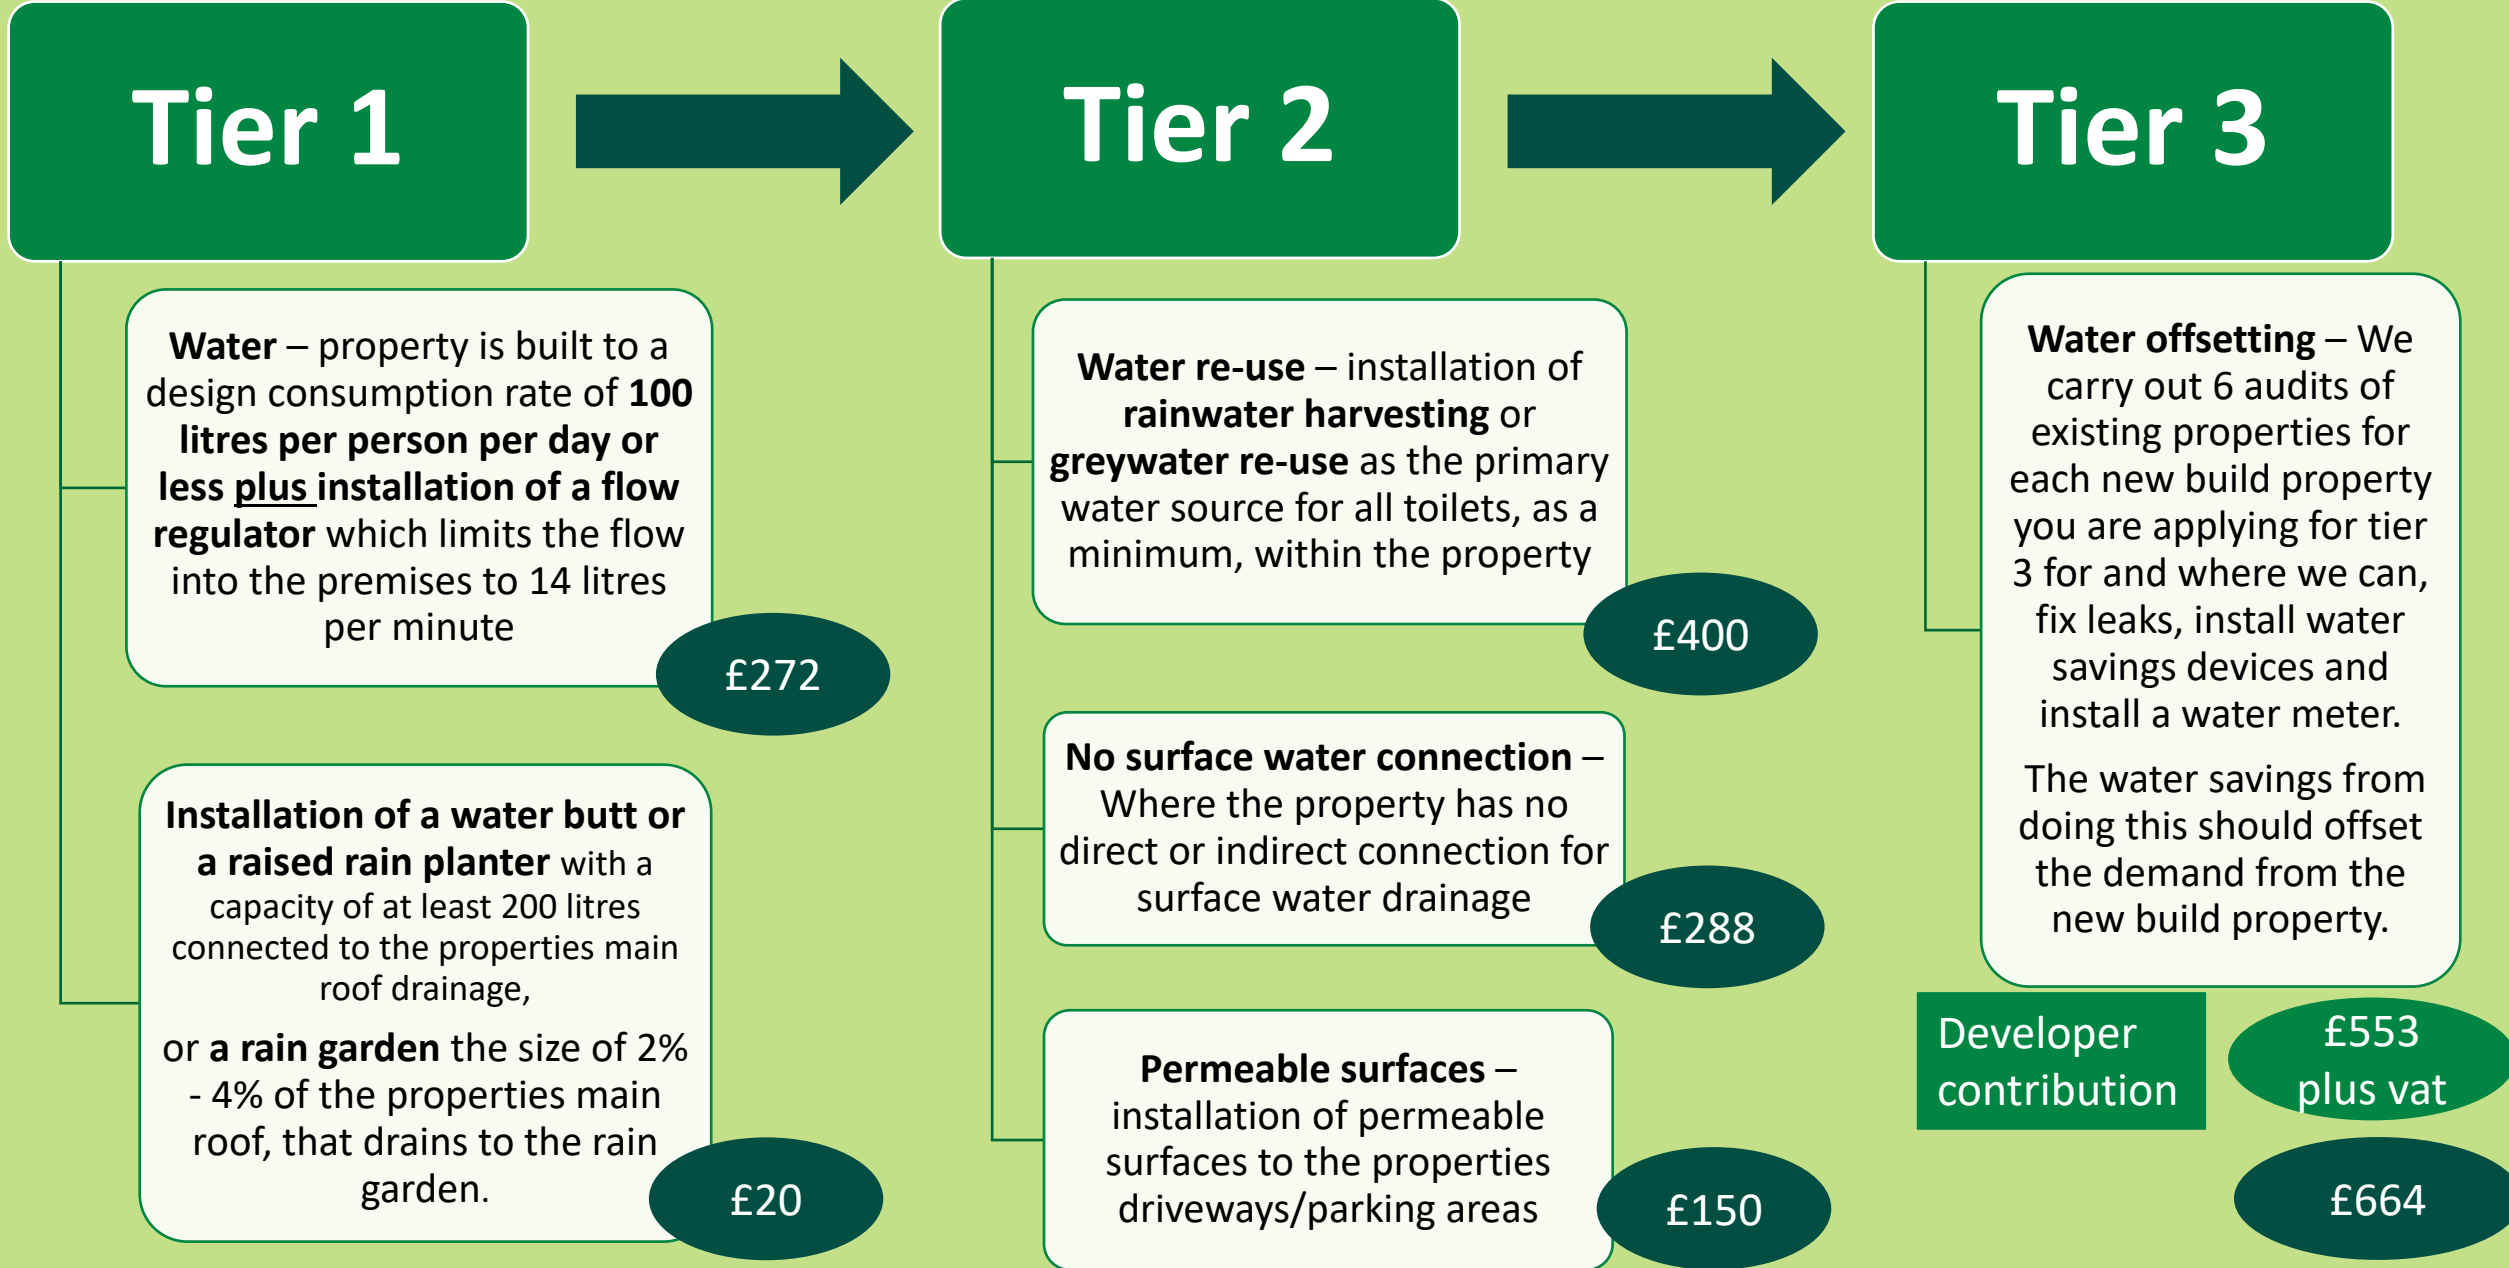 Tier 1
Water – property is built to a
design consumption rate of 100
litres per person per day or
less plus installation of a flow
regulator which limits the flow
into the premises to 14 litres
per minute
£272
Installation of a water butt or
a raised rain planter with a
capacity of at least 200 litres
connected to the properties main
roof drainage,
or a rain garden the size of 2%
- 4% of the properties main
roof, that drains to the rain
garden.
£20
Tier 2
Water re-use – installation of
rainwater harvesting or
greywater re-use as the primary
water source for all toilets, as a
minimum, within the property
£400
No surface water connection –
Where the property has no
direct or indirect connection for
surface water drainage
£288
Permeable surfaces –
installation of permeable
surfaces to the properties
driveways/parking areas
£150
Tier 3
Water offsetting – We
carry out 6 audits of
existing properties for
each new build property
you are applying for tier
3 for and where we can,
fix leaks, install water
savings devices and
install a water meter.
The water savings from
doing this should offset
the demand from the
new build property.
Developer
contribution
£553
plus vat
£664